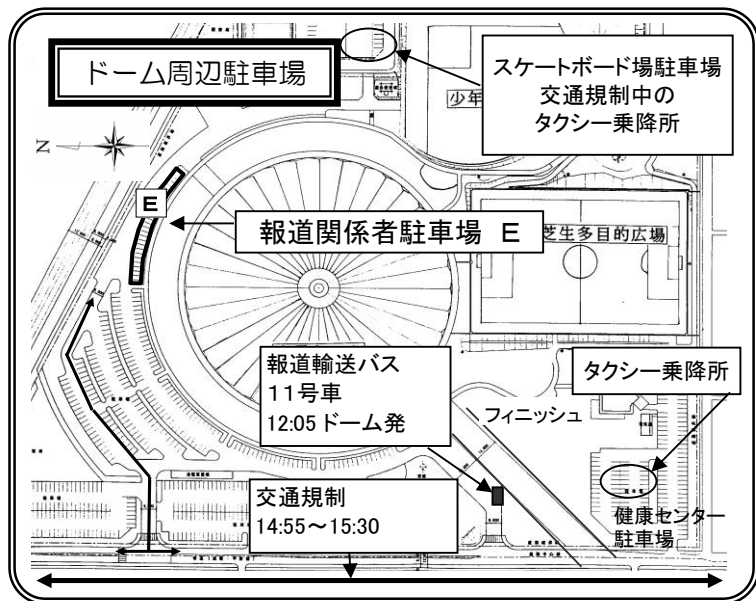 ドーム周辺駐車場
スケートボード場駐車場
交通規制中の
タクシー乗降所
少年
N
E
報道関係者駐車場 E
芝生多目的広場
報道輸送バス
11号車
12:05 ドーム発
タクシー乗降所
フィニッシュ
交通規制
14:55～15:30
健康センター
駐車場